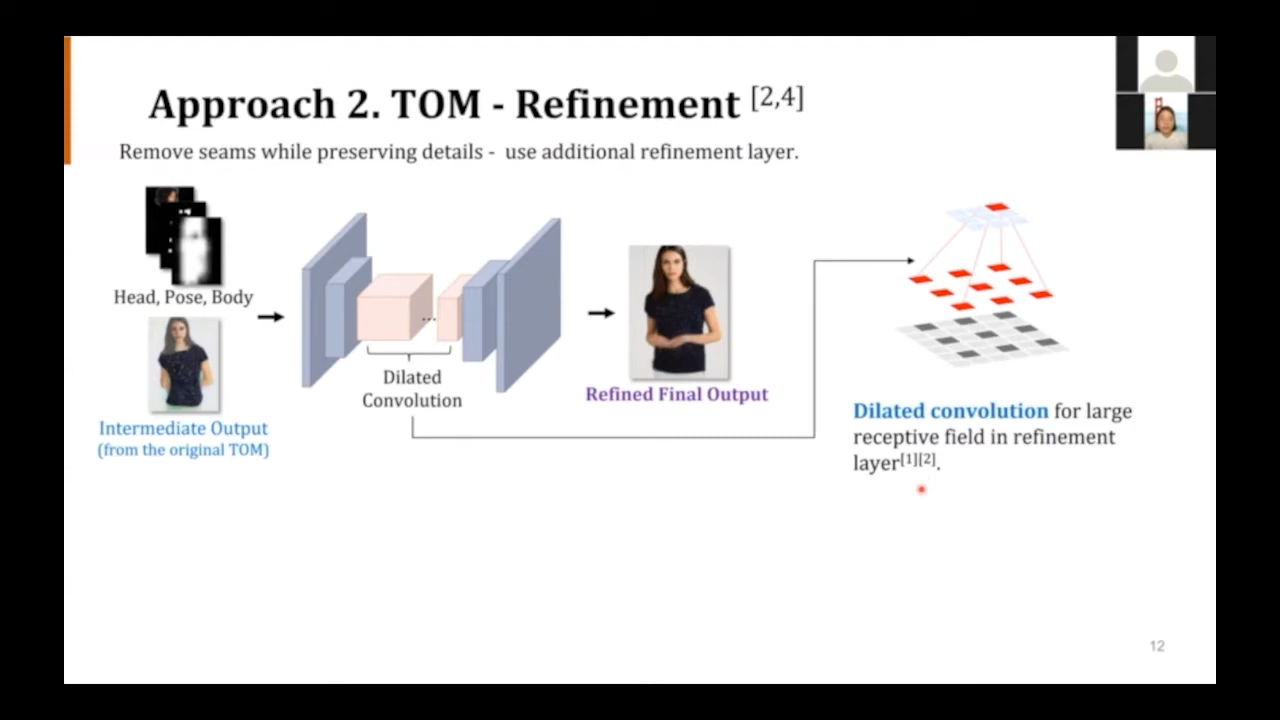 Approach 2. TOM - Refinement [2,4]
Remove seams while preserving details - use additional refinement layer.
Head, Pose, Body
Intermediate Output
(from the original TOM)
...
Dilated
Convolution
Refined Final Output
Dilated convolution for large
receptive field in refinement
layer[1][2].
12